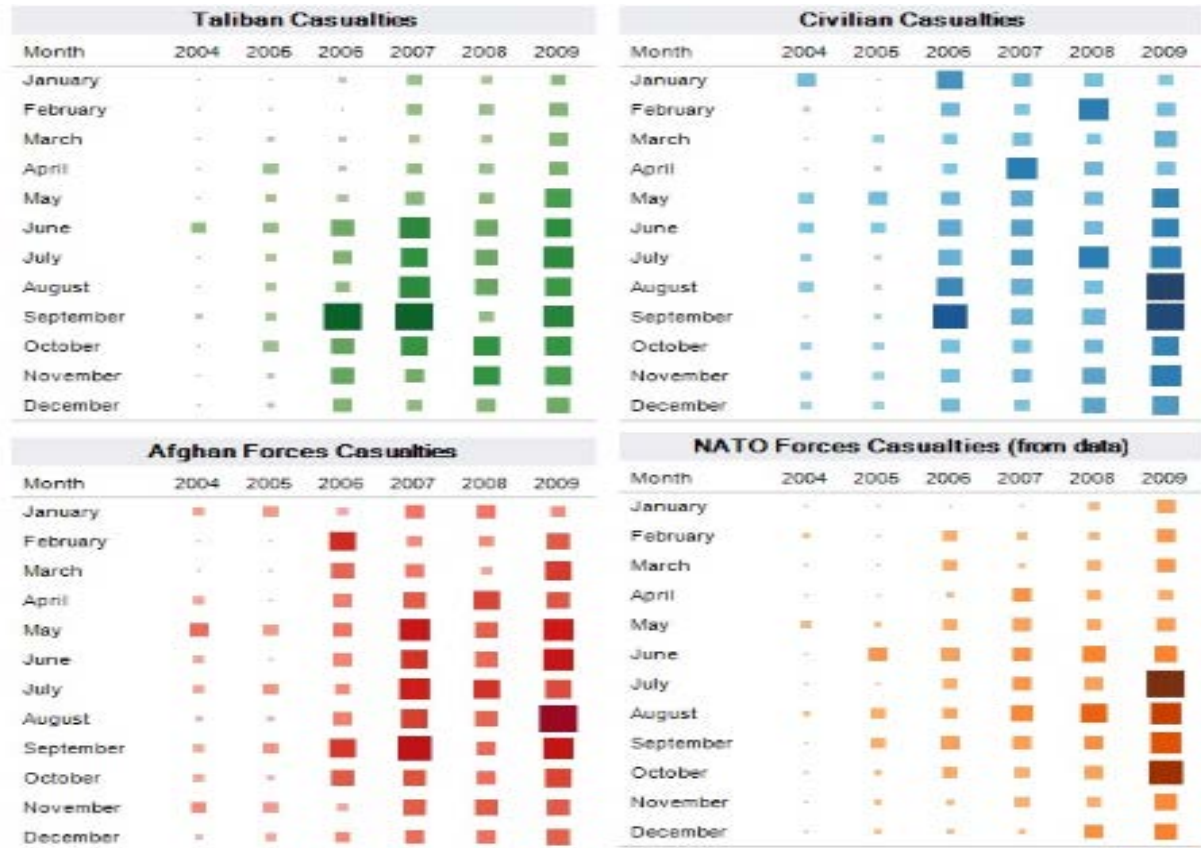 Taliban Casualties
Month 2004 2005 2006 2007 2008 2009
January
February
March
April
May
June
July
August
September
October
November
December
Civilian Casualties
Month 2004 2005 2006 2007 2008 2009
January
February
March
April
May
June
July
August
September
October
November
December
Afghan Forces Casualties
Month 2004 2005 2006 2007 2008 2009
January
February
March
April
May
June
July
August
September
October
November
December
NATO Forces Casualties (from data)
Month 2004 2005 2006 2007 2008 2009
January
February
March
April
May
June
July
August
September
October
November
December